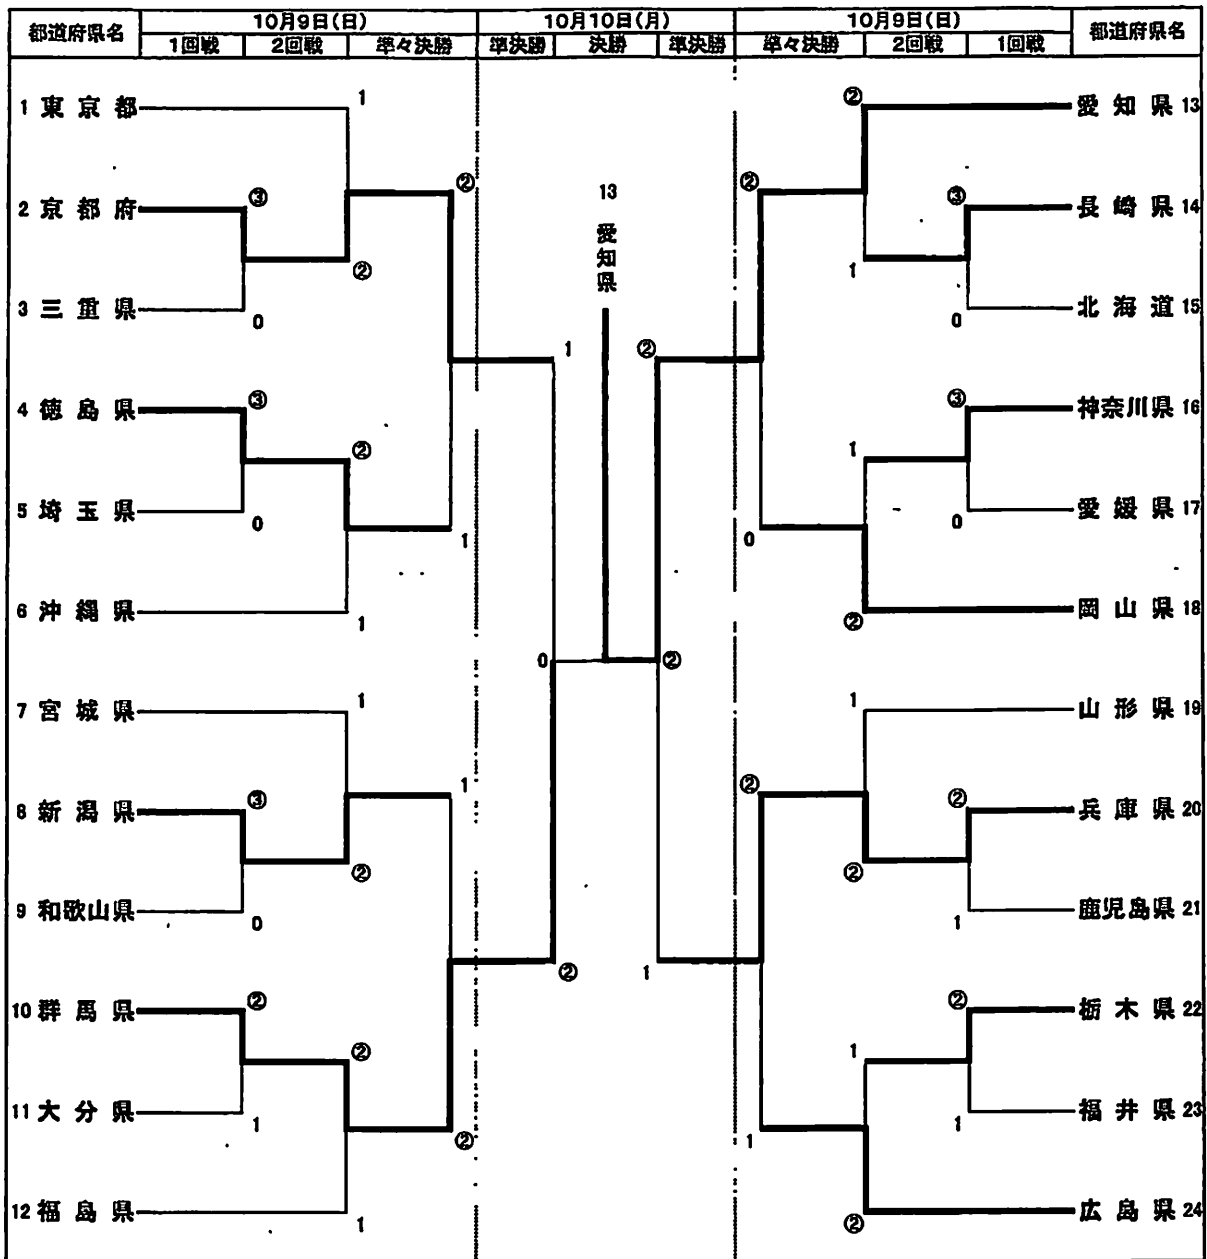 都道府県名 10月9日(日) 10月10日(月) 10月9日(日) 都道府県名
1回戦 2回戦 準々決勝 準決勝 決勝 準決勝 準々決勝 2回戦 1回戦
1 東京都 1 ② 愛知県 13
② ② 13
2 京都府 ③ ③ 長崎県 14
愛知県
② 1
3 三重県 0 0 北海道 15
1 ②
4 徳島県 ③ ③ 神奈川県 16
② 1
5 埼玉県 0 0 愛媛県 17
1 0
6 沖縄県 1 ② 岡山県 18
0 ②
7 宮城県 1 1 山形県 19
1 ②
8 新潟県 ③ ② 兵庫県 20
② ②
9 和歌山県 0 1 鹿児島県 21
② 1
10 群馬県 ② ② 栃木県 22
② 1
11 大分県 1 1 福井県 23
② 1
12 福島県 1 ② 広島県 24